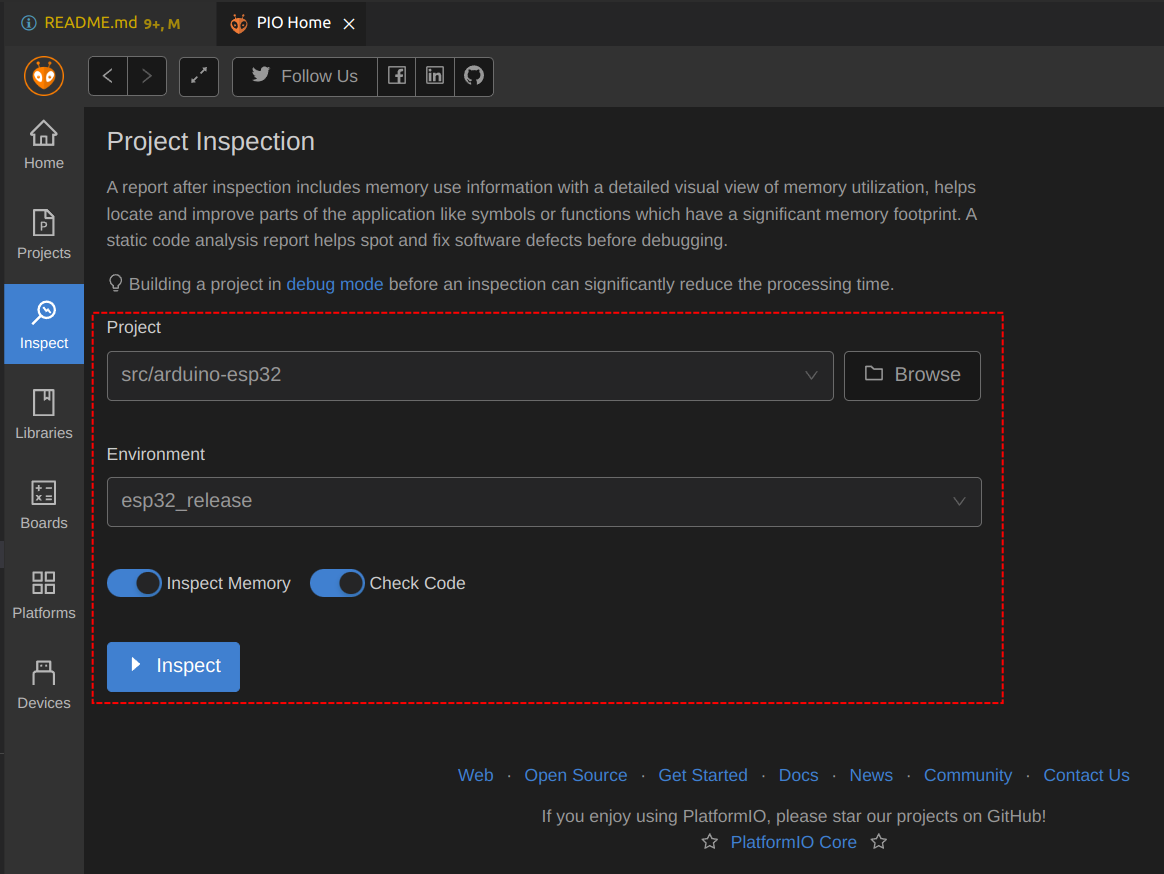 README.md 9+, M
PIO Home
Follow Us
Home
Projects
Inspect
Libraries
Boards
Platforms
Devices
Project Inspection
A report after inspection includes memory use information with a detailed visual view of memory utilization, helps
locate and improve parts of the application like symbols or functions which have a significant memory footprint. A
static code analysis report helps spot and fix software defects before debugging.
Building a project in debug mode before an inspection can significantly reduce the processing time.
Project
src/arduino-esp32
Browse
Environment
esp32_release
Inspect Memory
Check Code
Inspect
Web · Open Source · Get Started · Docs · News · Community · Contact Us
If you enjoy using PlatformIO, please star our projects on GitHub!
PlatformIO Core